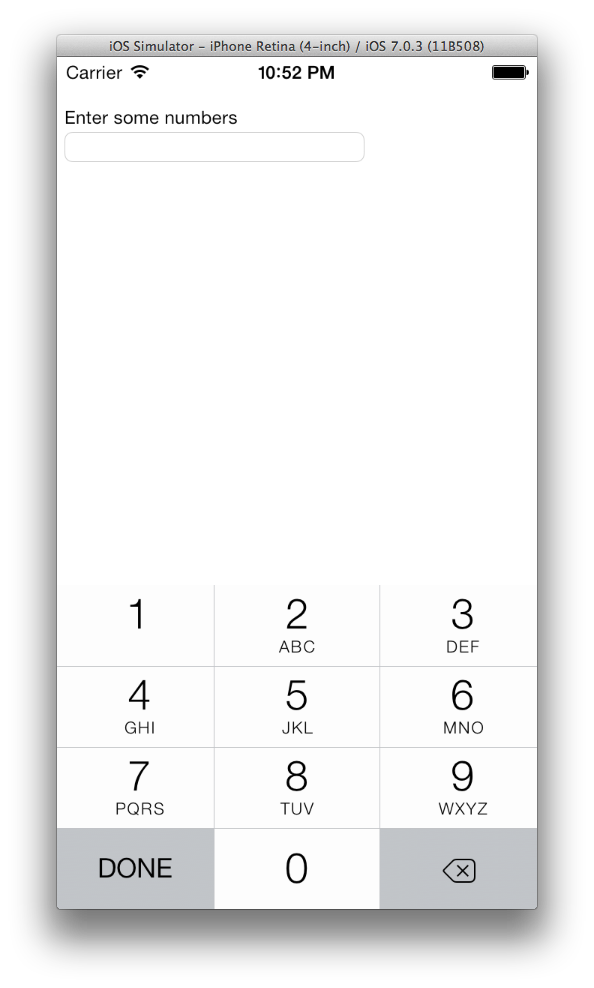 iOS Simulator – iPhone Retina (4-inch) / iOS 7.0.3 (11B508)
Carrier 10:52 PM
Enter some numbers
1 2 3
ABC DEF
4 5 6
GHI JKL MNO
7 8 9
PQRS TUV WXYZ
DONE 0